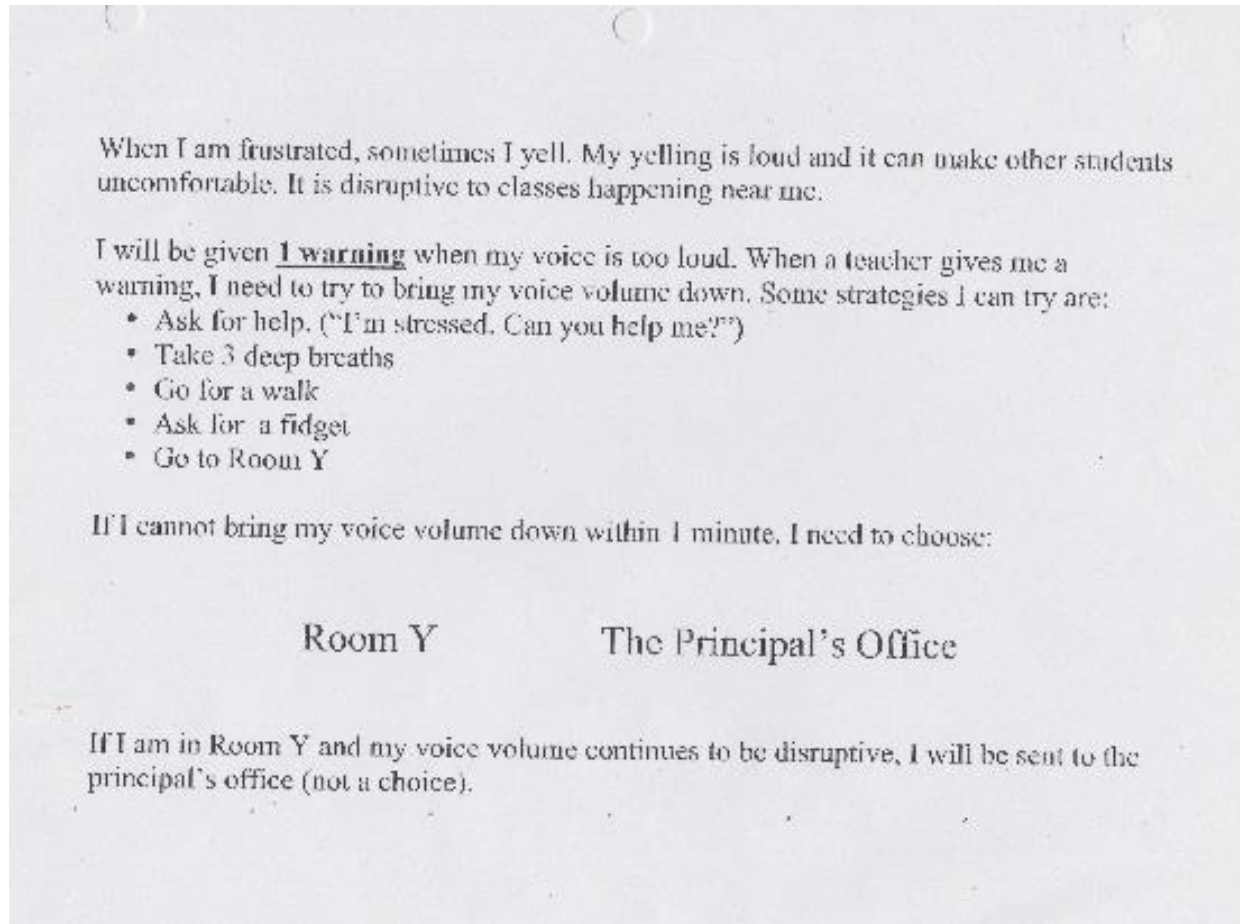 When I am frustrated, sometimes I yell. My yelling is loud and it can make other students
uncomfortable. It is disruptive to classes happening near me.
I will be given 1 warning when my voice is too loud. When a teacher gives me a
warning, I need to try to bring my voice volume down. Some strategies I can try are:
• Ask for help. (“I’m stressed. Can you help me?”)
• Take 3 deep breaths
• Go for a walk
• Ask for a fidget
• Go to Room Y
If I cannot bring my voice volume down within 1 minute, I need to choose:
Room Y The Principal’s Office
If I am in Room Y and my voice volume continues to be disruptive, I will be sent to the
principal’s office (not a choice).